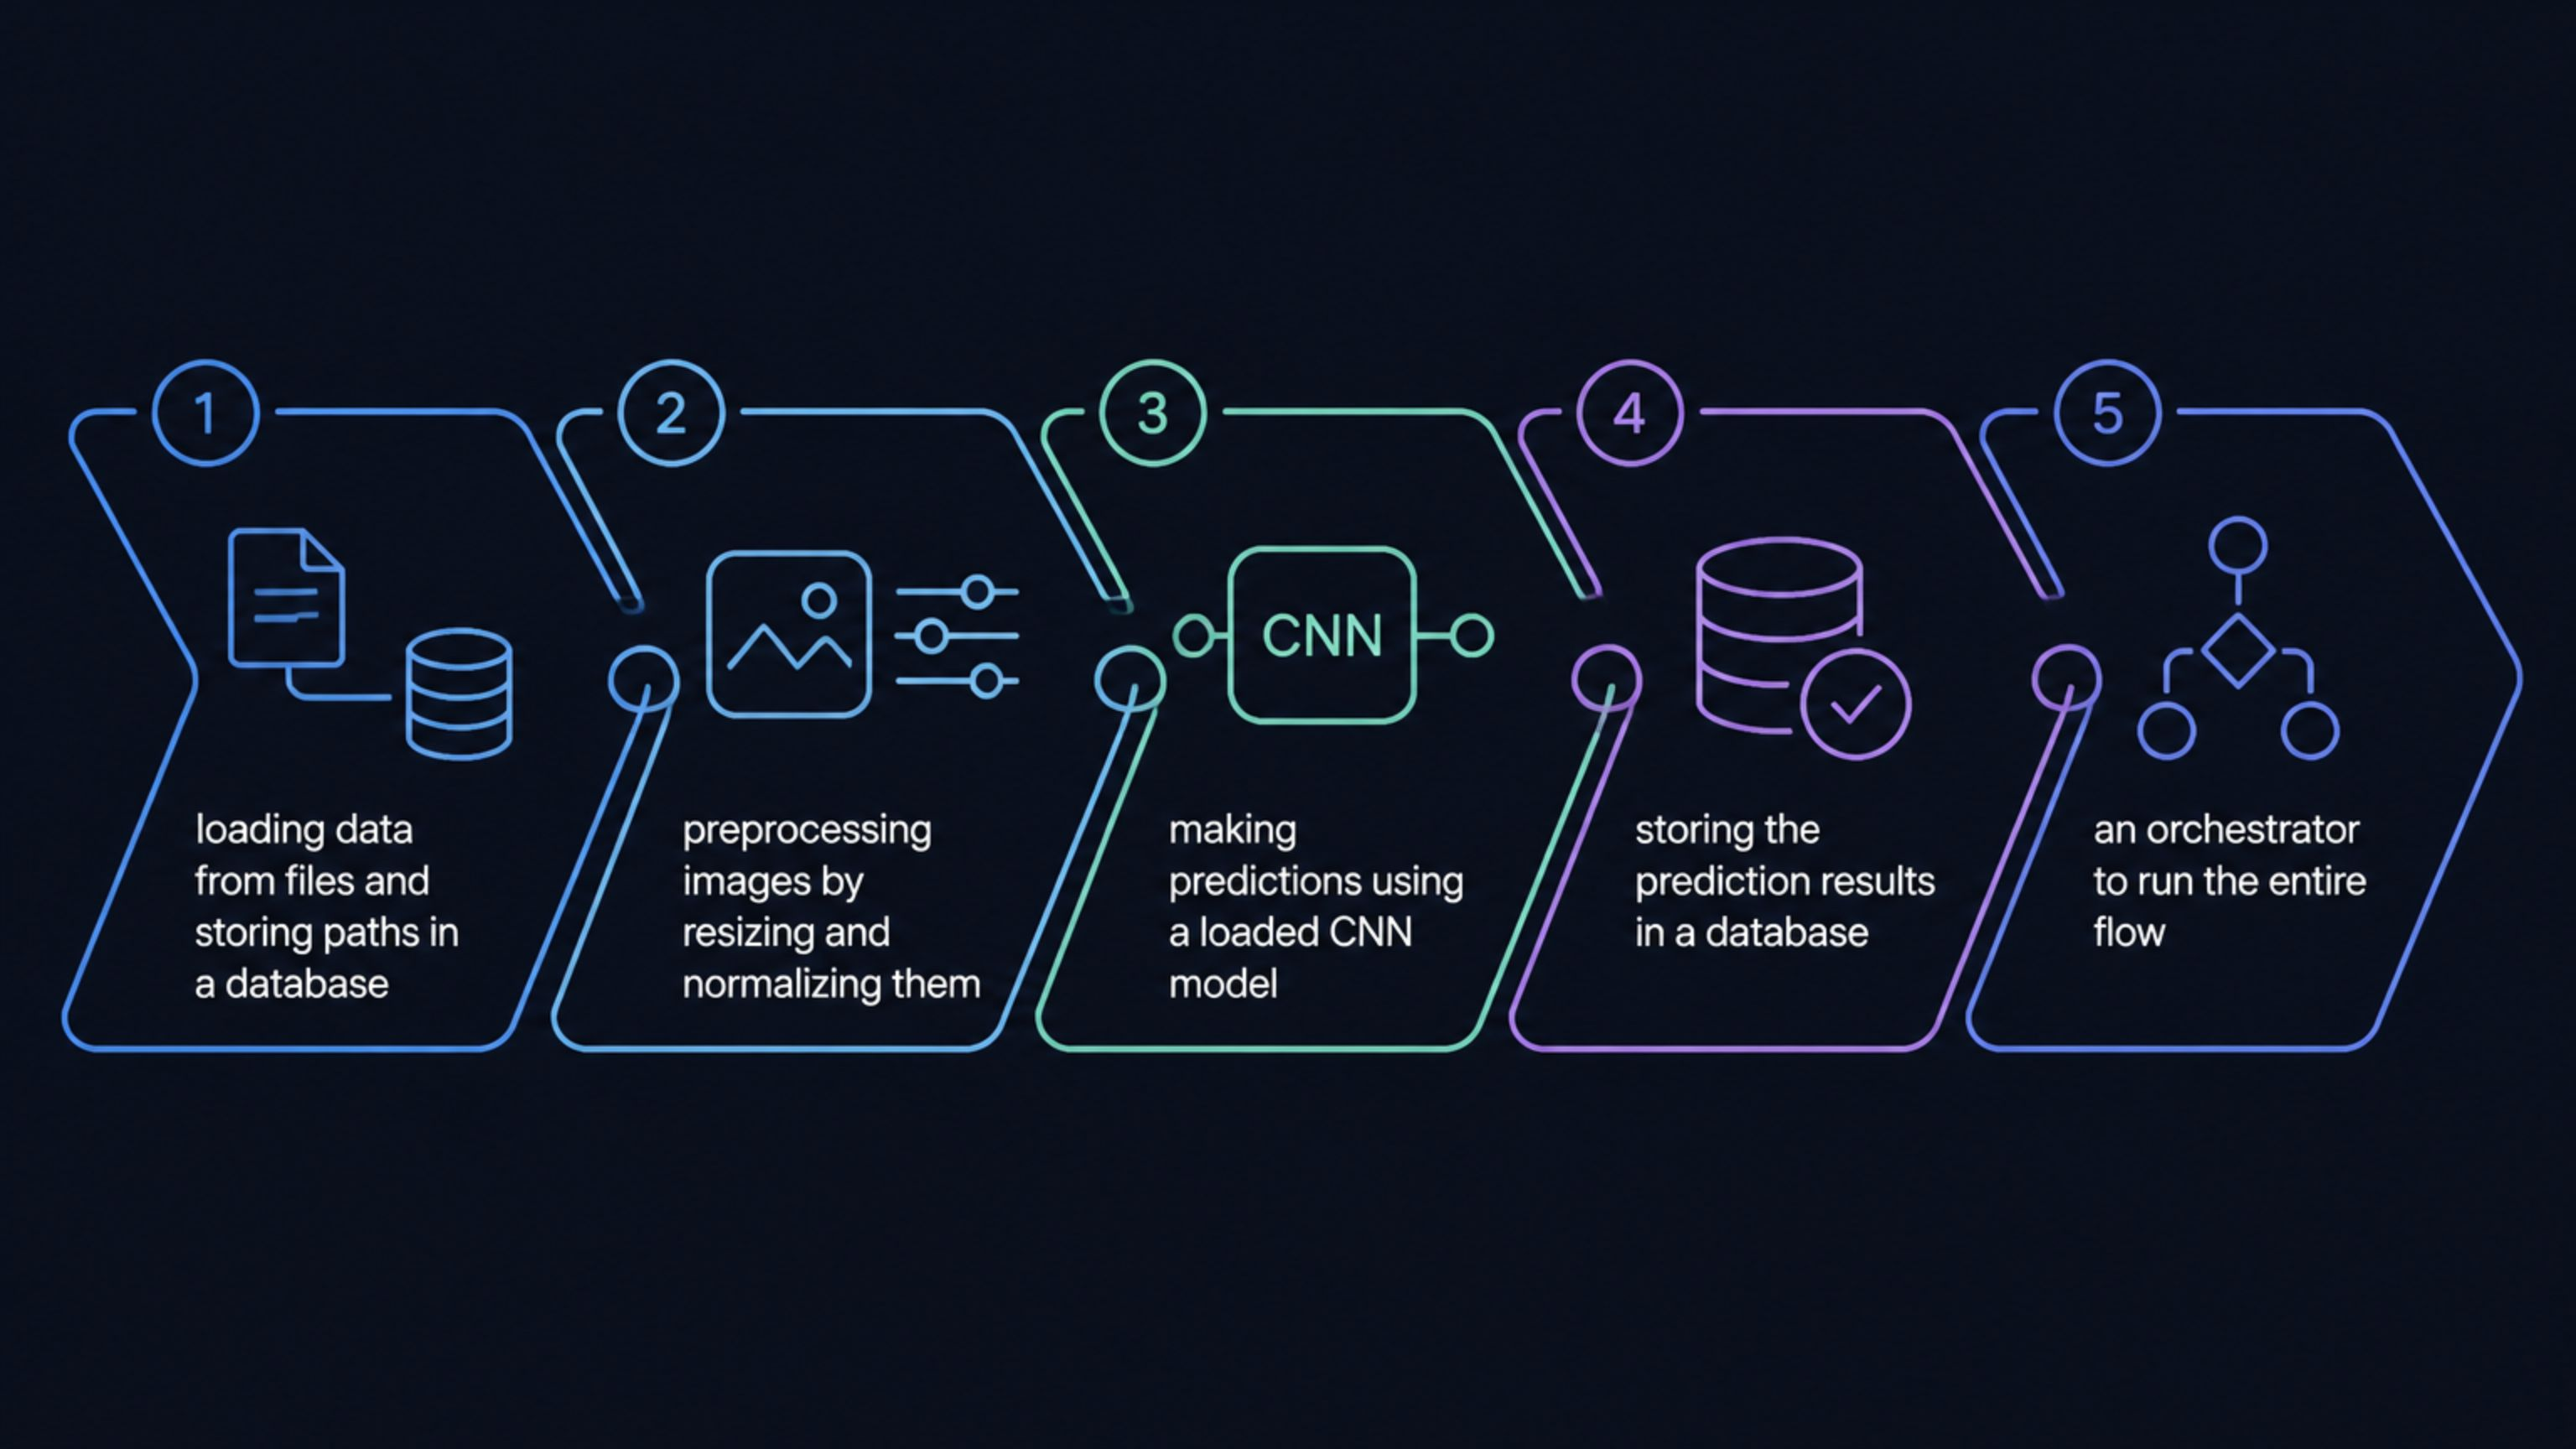 1
loading data
from files and
storing paths in
a database
2
preprocessing
images by
resizing and
normalizing them
3
CNN
making
predictions using
a loaded CNN
model
4
storing the
prediction results
in a database
5
an orchestrator
to run the entire
flow